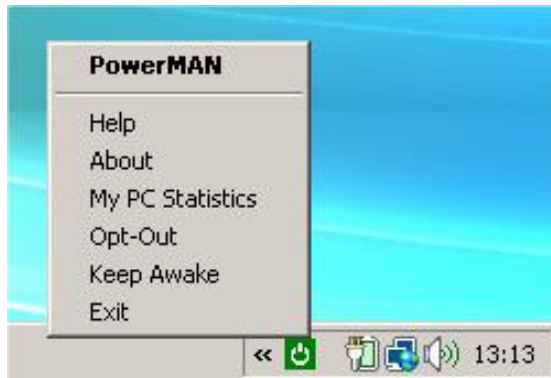 PowerMAN
Help
About
My PC Statistics
Opt-Out
Keep Awake
Exit
« 13:13